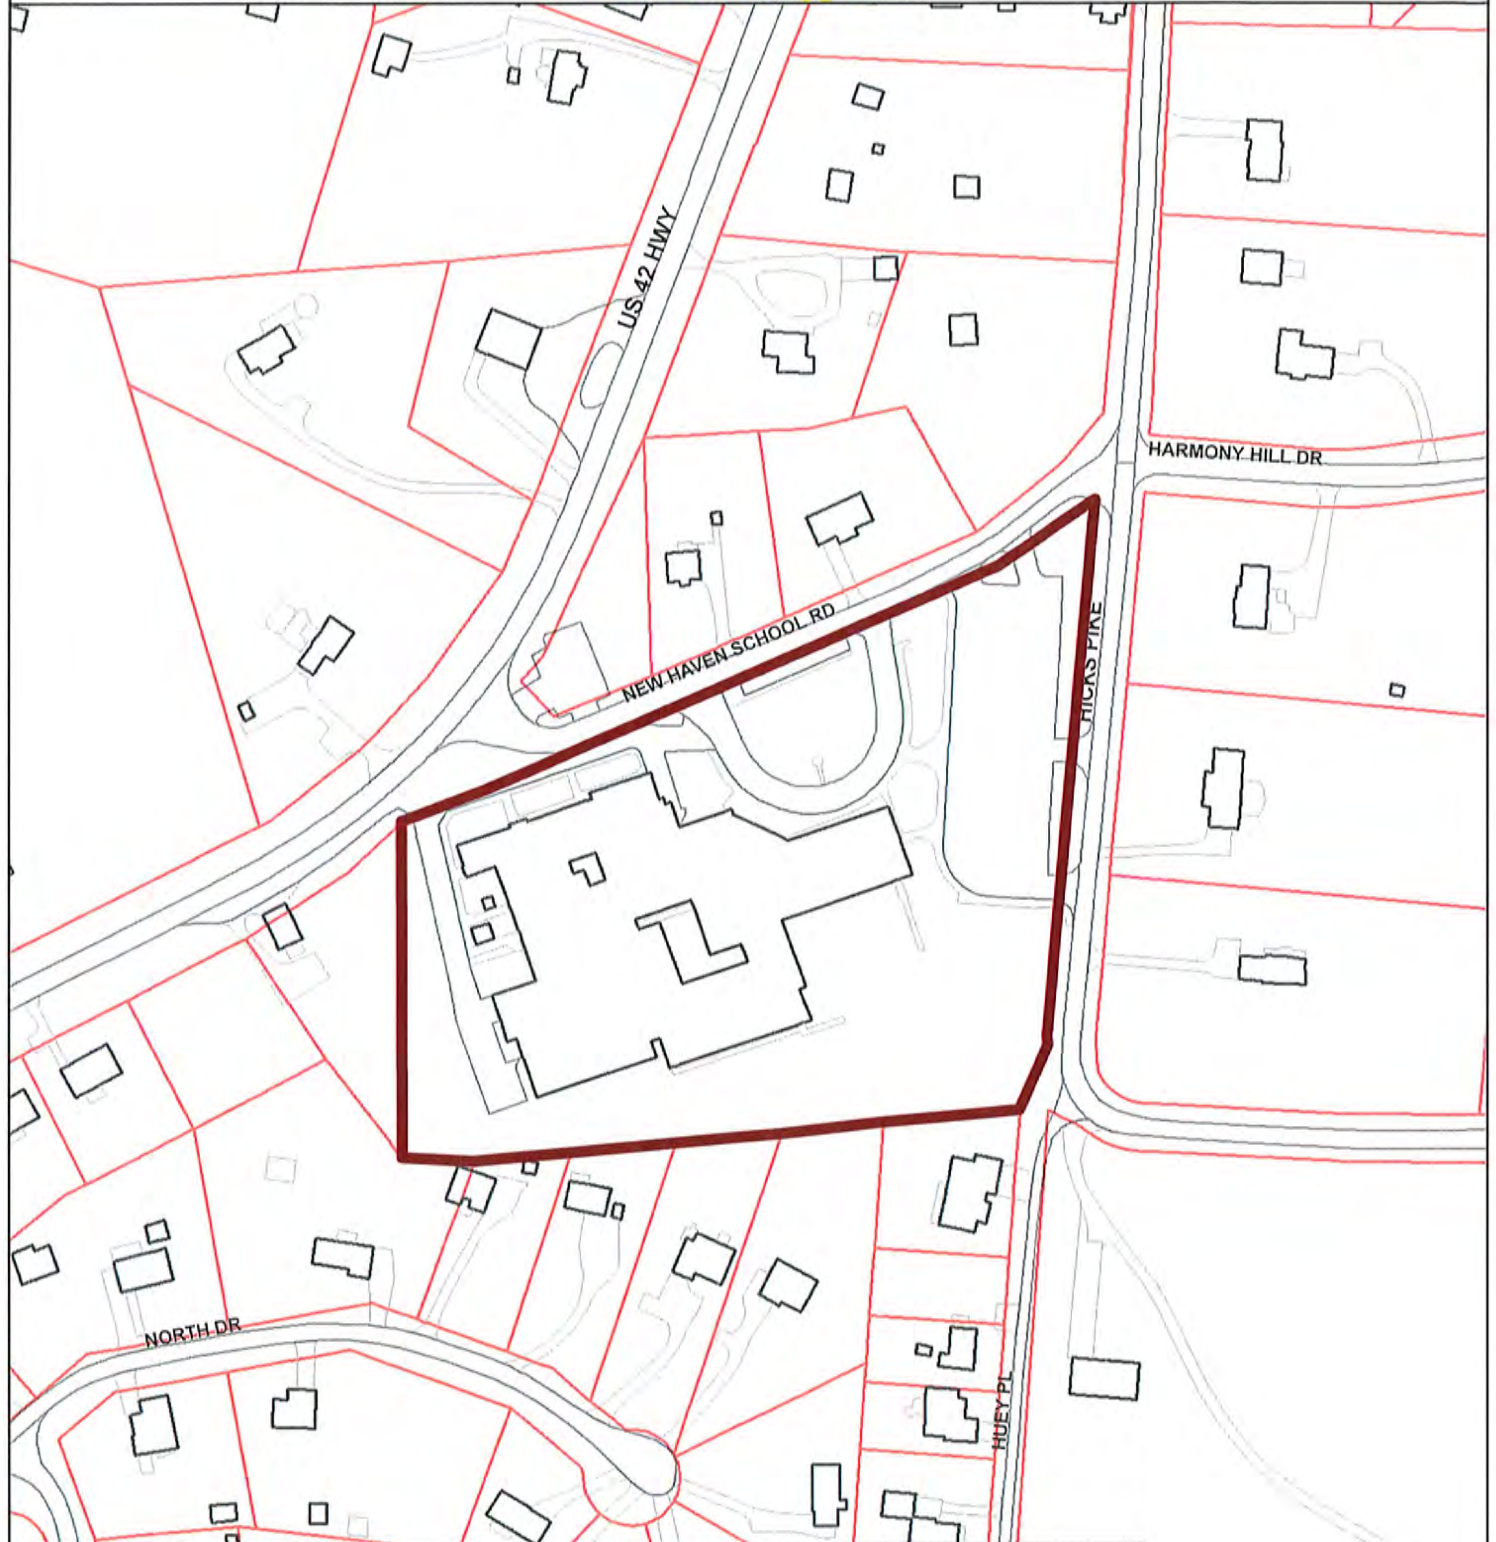 US 42 HWY
HARMONY HILL DR
NEW HAVEN SCHOOL RD
HICKS PIKE
NORTH DR
HUEY PL